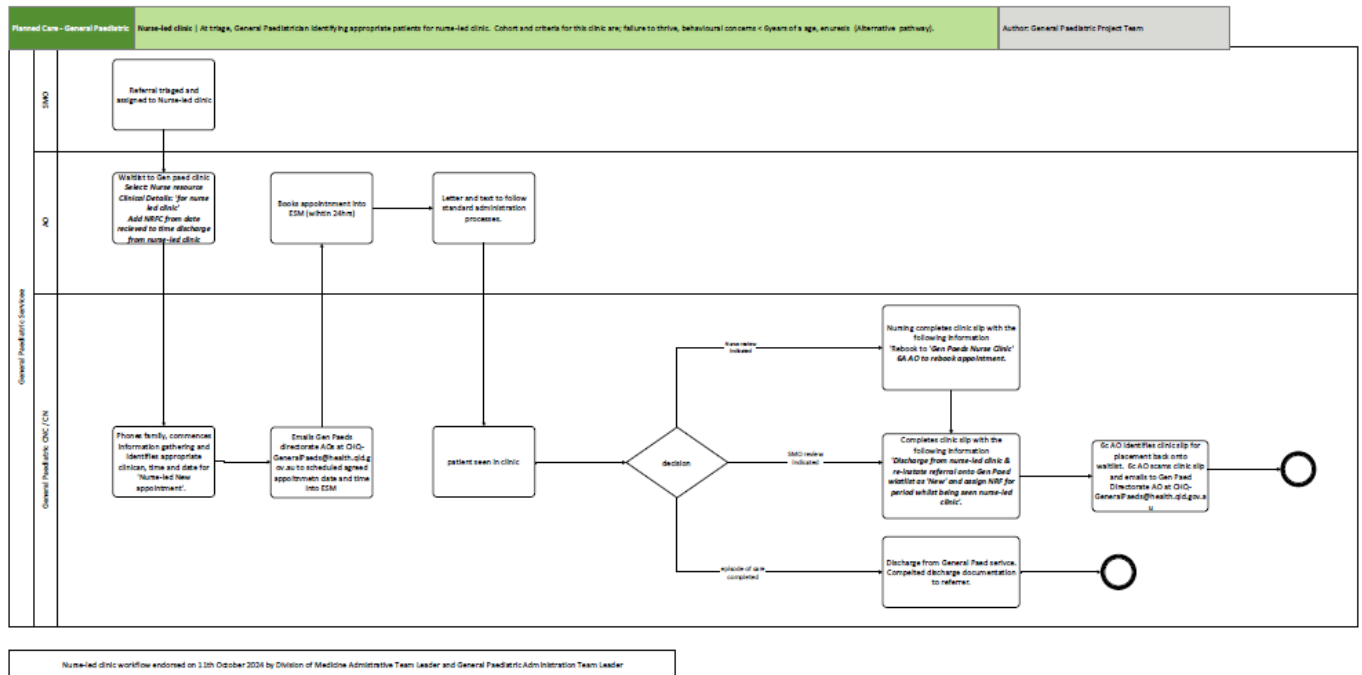 Planned Care - General Paediatric
Nurse-led clinic | At triage, General Paediatrician identifying appropriate patients for nurse-led clinic. Cohort and criteria for this clinic are; failure to thrive, behavioural concerns < 6years of a age, enuresis (Alternative pathway).
Author: General Paediatric Project Team
General Paediatric Services
SMO
Referral triaged and
assigned to Nurse-led clinic
AO
Waitlist to Gen paed clinic
Select: Nurse resource
Clinical Details: 'for nurse
led clinic'
Add NRFC from date
recieved to time discharge
from nurse-led clinic
Books appointnment into
ESM (wihtin 24hrs)
Letter and text to follow
standard administration
processes.
General Paediatric CNC / CN
Phones family, commences
information gathering and
identifies appropriate
clinican, time and date for
'Nurse-led New
appointment'.
Emails Gen Paeds
directorate AOs at CHQ-
GeneralPaeds@health.qld.g
ov.au to scheduled agreed
appoitnmetn date and time
into ESM
patient seen in clinic
decision
Nurse review
indicated
Nursing completes clinic slip with the
following information
'Rebook to 'Gen Paeds Nurse Clinic'
6A AO to rebook appointment.
SMO review
indicated
Completes clinic slip with the
following information
'Discharge from nurse-led clinic &
re-instate referral onto Gen Paed
wiatlist as 'New' and assign NRF for
period whilst being seen nurse-led
clinic'.
6c AO identifies clinic slip for
placement back onto
waitlist. 6c AO scams clinic slip
and emails to Gen Paed
Directorate AO at CHQ-
GeneralPaeds@health.qld.gov.a
u
episode of care
completed
Discharge from General Paed serivce.
Compelted discharge documentation
to referrer.
Nurse-led clinic workflow endorsed on 11th October 2024 by Division of Medicine Admistrative Team Leader and General Paediatric Administration Team Leader